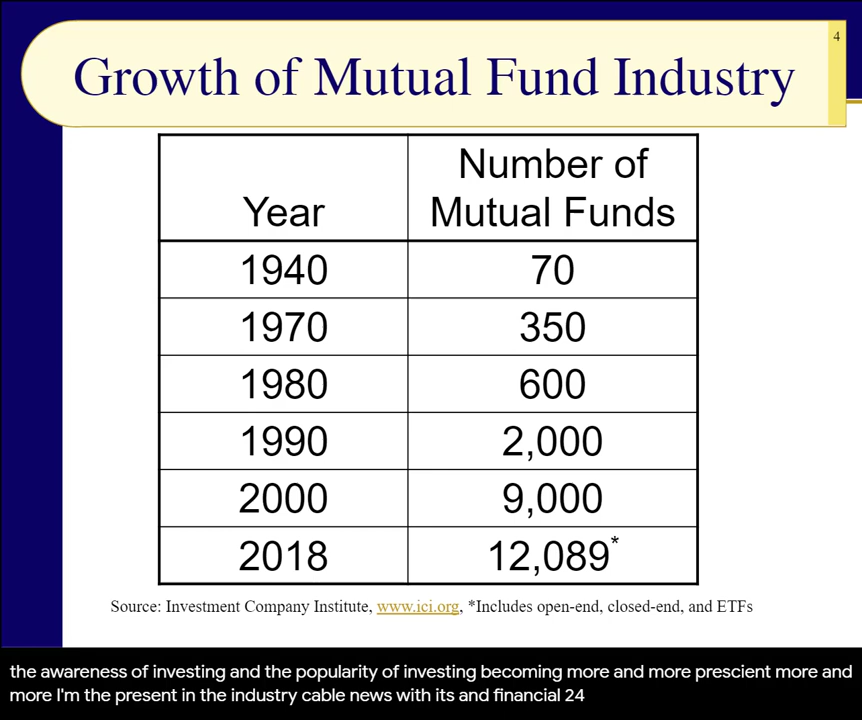 4
Growth of Mutual Fund Industry
Year Number of Mutual Funds
1940 70
1970 350
1980 600
1990 2,000
2000 9,000
2018 12,089*
Source: Investment Company Institute, www.ici.org, *Includes open-end, closed-end, and ETFs
the awareness of investing and the popularity of investing becoming more and more prescient more and
more I'm the present in the industry cable news with its and financial 24